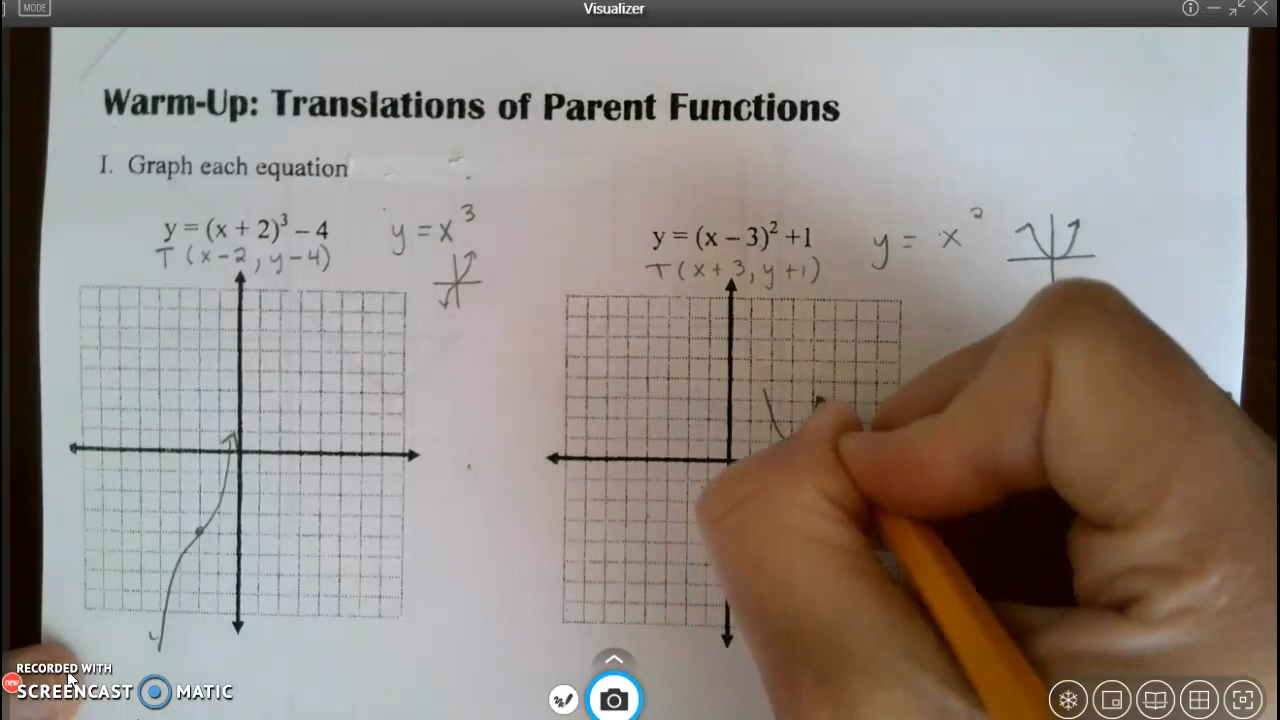 MODE
Visualizer
Warm-Up: Translations of Parent Functions
I. Graph each equation
y = (x + 2)³ – 4
y = x³
T (x-2, y-4)
y = (x – 3)² +1
y = x²
T (x+3, y+1)
RECORDED WITH
new
SCREENCAST MATIC